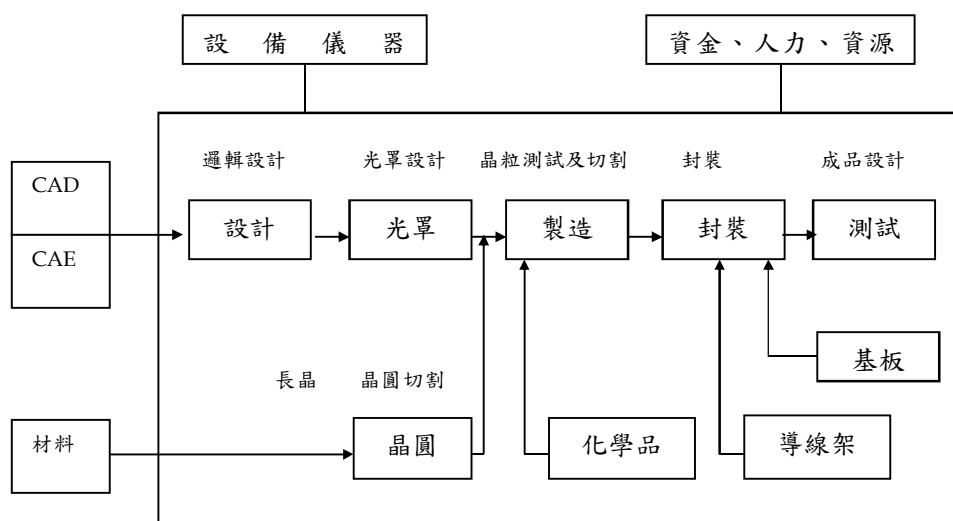 設備儀器
資金、人力、資源
邏輯設計
光罩設計
晶粒測試及切割
封裝
成品設計
CAD
CAE
設計
光罩
製造
封裝
測試
基板
長晶
晶圓切割
材料
晶圓
化學品
導線架